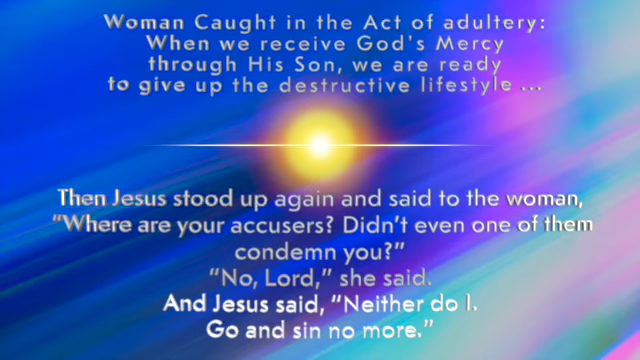 Woman Caught in the Act of adultery:
When we receive God's Mercy
through His Son, we are ready
to give up the destructive lifestyle ...
Then Jesus stood up again and said to the woman,
“Where are your accusers? Didn’t even one of them
condemn you?”
“No, Lord,” she said.
And Jesus said, “Neither do I.
Go and sin no more.”